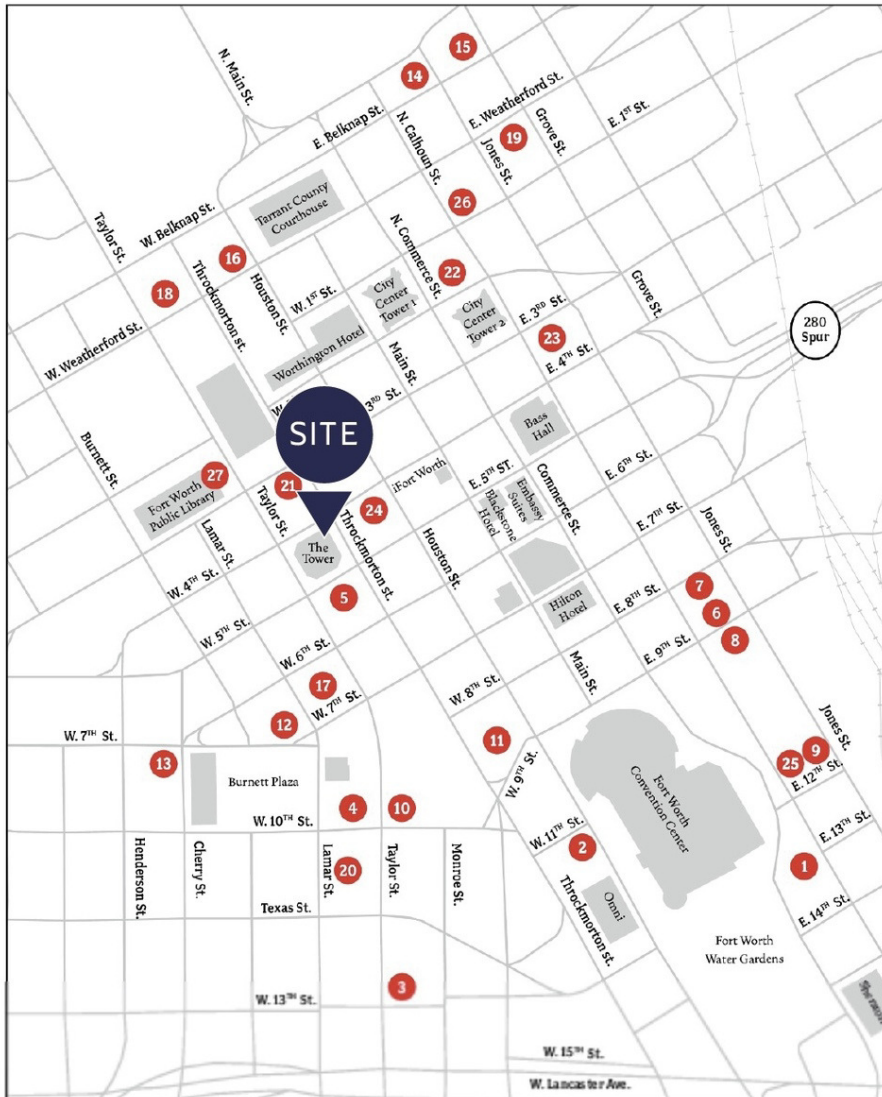 15
14
N. Main St.
E. Weatherford St.
E. Belknap St.
N. Calhoun St.
19
Jones St.
Grove St.
E. 1ST St.
Tarrant County
Courthouse
26
W. Belknap St.
Taylor St.
16
Throckmorton St.
Houston St.
N. Commerce St.
22
18
W. 1ST St.
City
Center
Tower 1
Grove St.
W. Weatherford St.
City
Center
Tower 2
E. 3RD St.
280
Spur
Worthington Hotel
Main St.
23
E. 4TH St.
3RD St.
SITE
Bass
Hall
Burnett St.
27
Fort Worth
Public Library
21
Taylor St.
iFort Worth
E. 5TH ST.
Commerce St.
E. 6TH St.
24
Embassy
Suites
Blackstone
Hotel
Lamar St.
The
Tower
Throckmorton St.
Houston St.
E. 7TH St.
Jones St.
W. 4TH St.
5
7
E. 8TH St.
Hilton
Hotel
6
W. 5TH St.
8
E. 9TH St.
W. 6TH St.
17
W. 7TH St.
W. 8TH St.
Main St.
12
W. 7TH St.
11
Jones St.
13
W. 9TH St.
9
25
E. 12TH St.
Burnett Plaza
Fort Worth
Convention Center
4
10
W. 10TH St.
W. 11TH St.
E. 13TH St.
2
1
Henderson St.
Cherry St.
Lamar St.
20
Taylor St.
Monroe St.
Throckmorton St.
Omni
Texas St.
E. 14TH St.
Fort Worth
Water Gardens
3
W. 13TH St.
W. 15TH St.
W. Lancaster Ave.